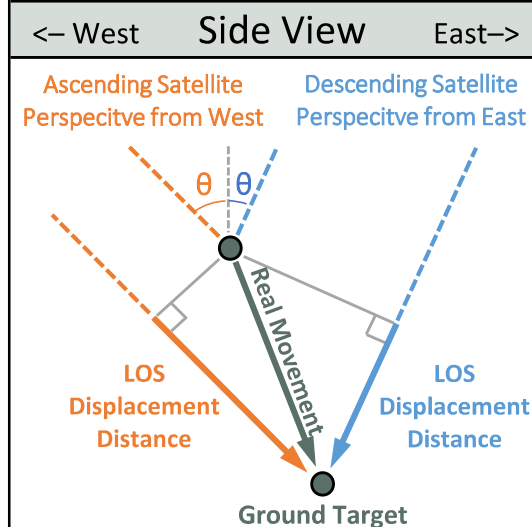 <– West Side View East–>
Ascending Satellite
Perspecitve from West
Descending Satellite
Perspecitve from East
θ θ
Real Movement
LOS
Displacement
Distance
LOS
Displacement
Distance
Ground Target